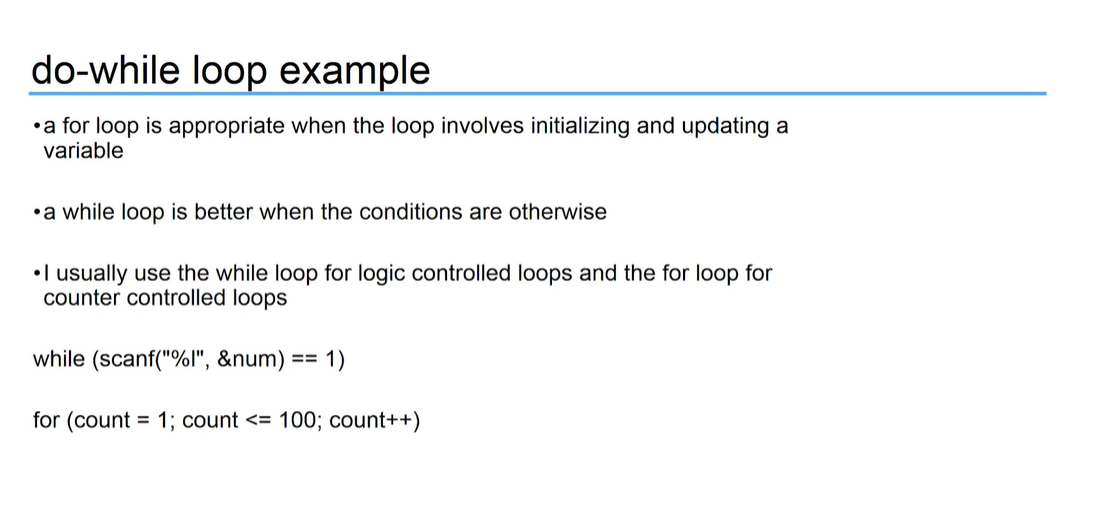 do-while loop example
•a for loop is appropriate when the loop involves initializing and updating a
variable
•a while loop is better when the conditions are otherwise
•I usually use the while loop for logic controlled loops and the for loop for
counter controlled loops
while (scanf("%l", &num) == 1)
for (count = 1; count <= 100; count++)